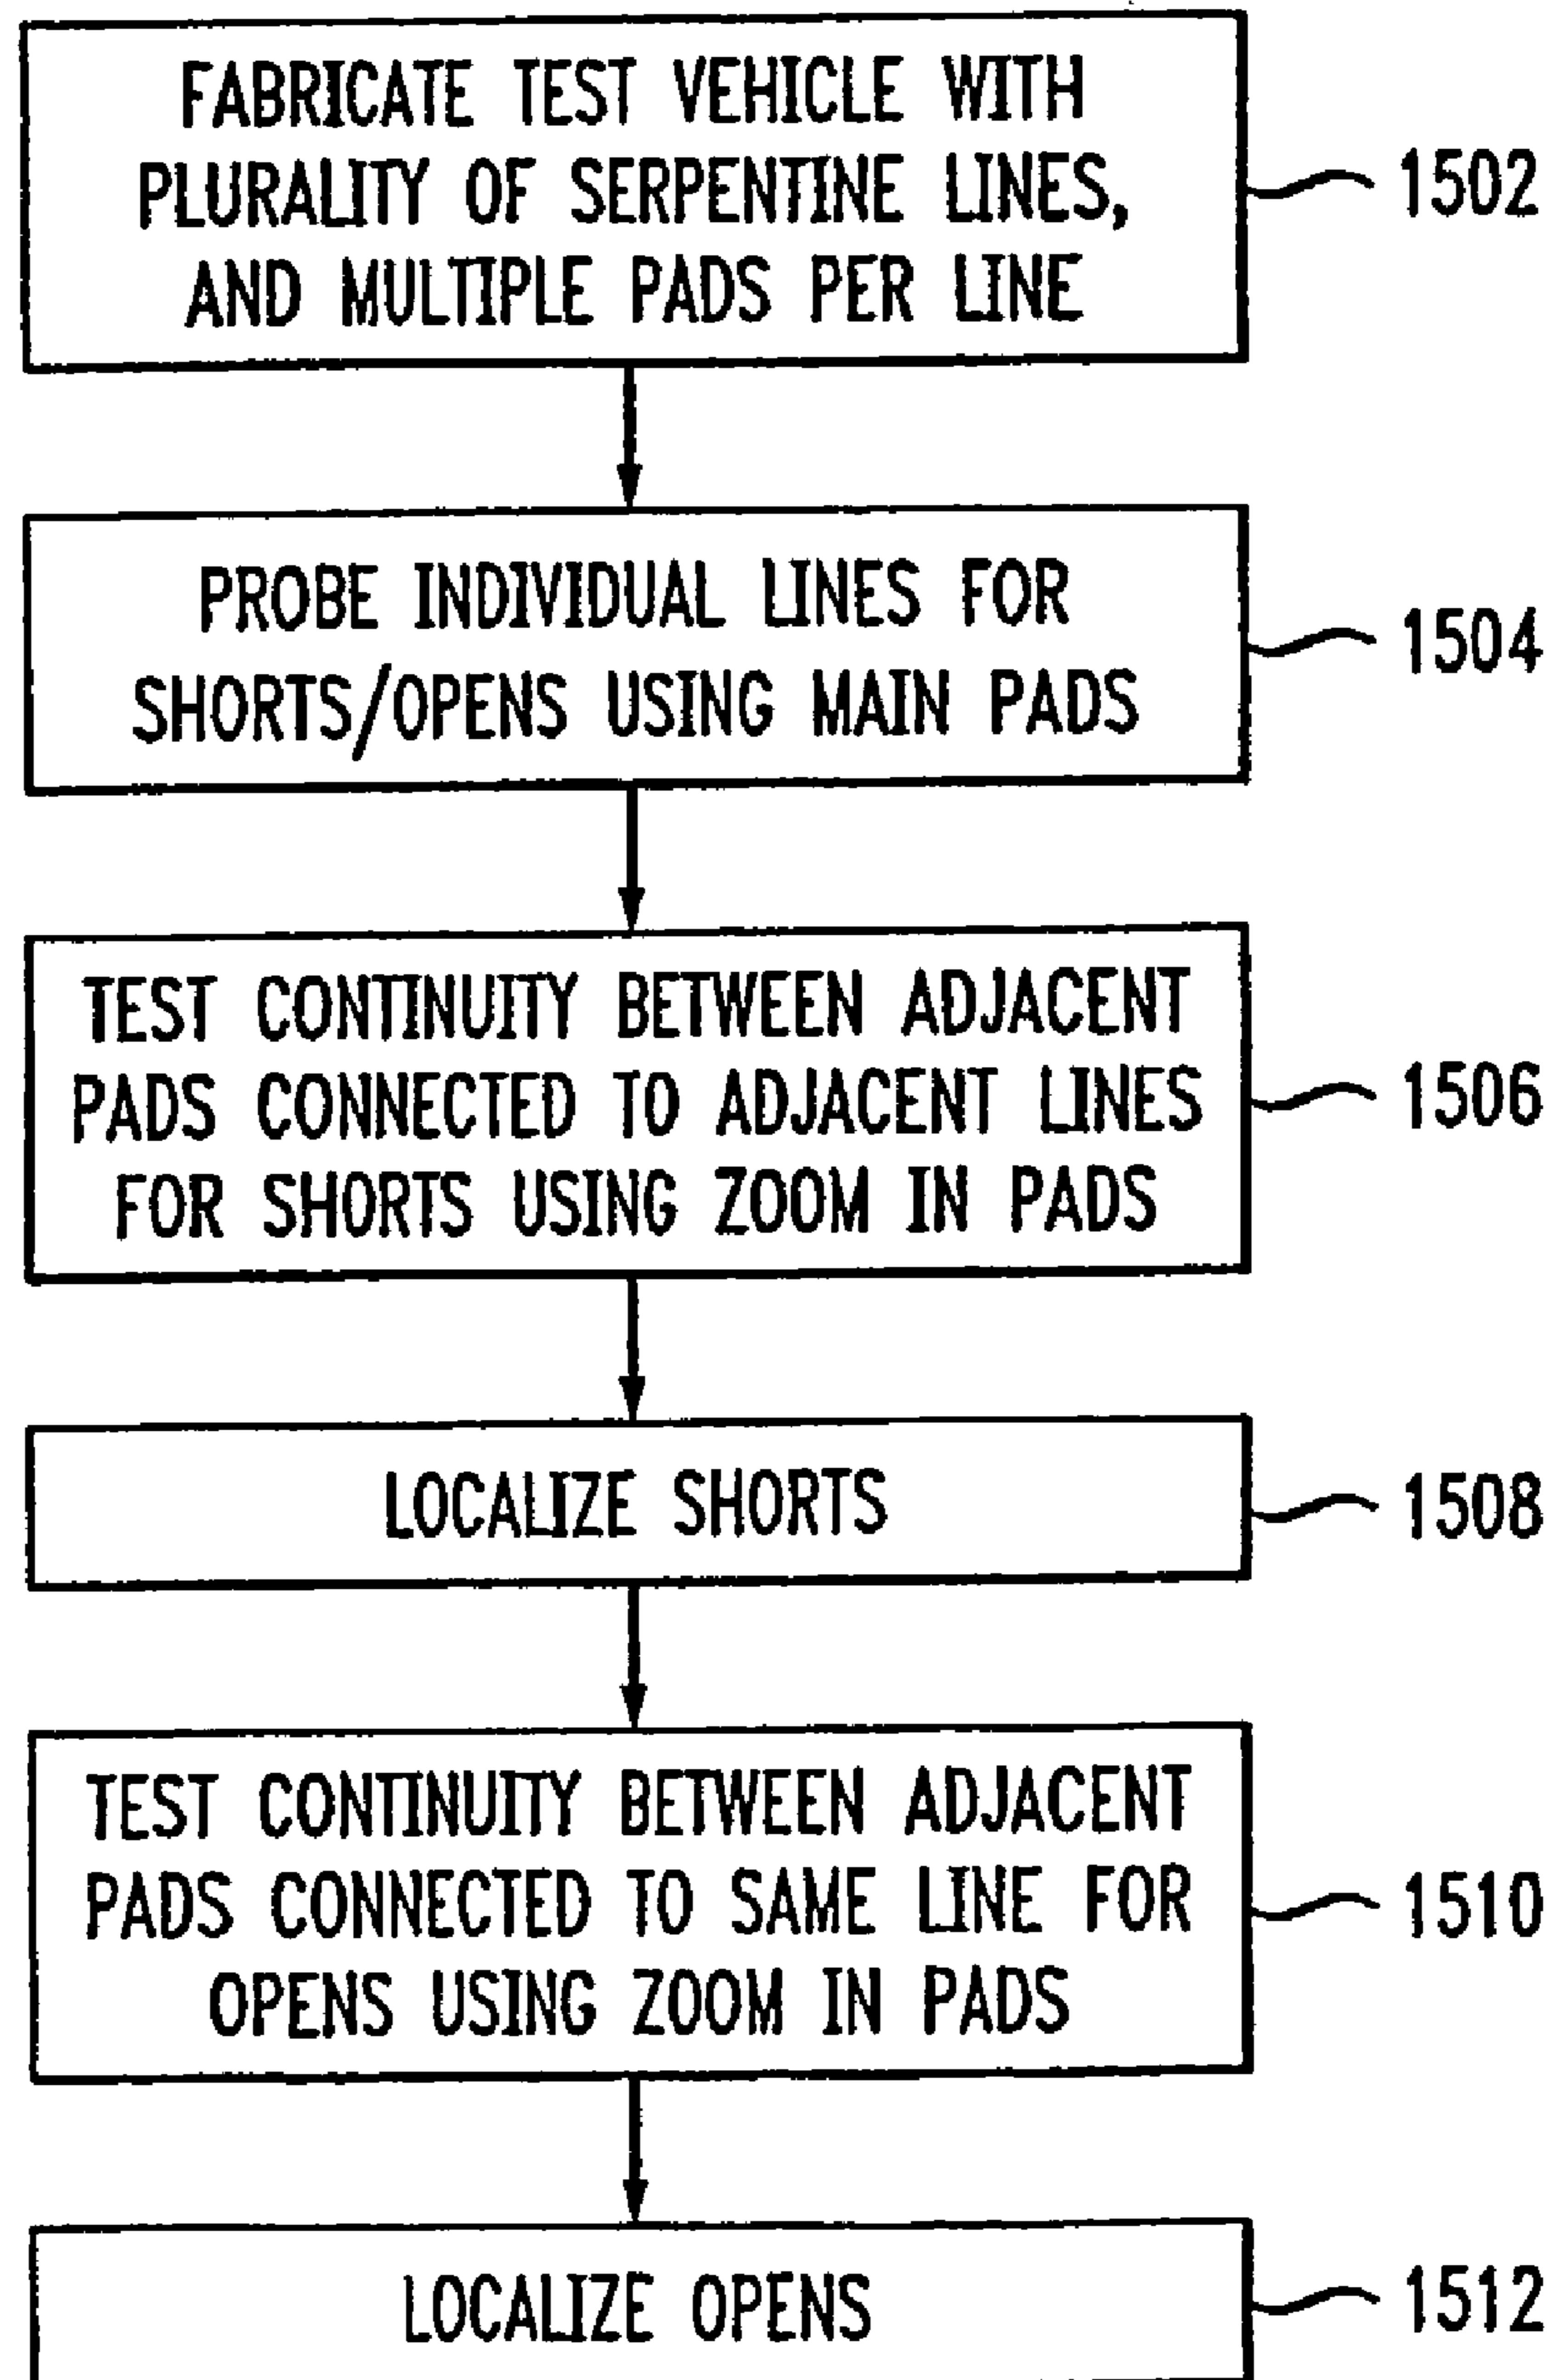 FABRICATE TEST VEHICLE WITH
PLURALITY OF SERPENTINE LINES,
AND MULTIPLE PADS PER LINE
1502
PROBE INDIVIDUAL LINES FOR
SHORTS/OPENS USING MAIN PADS
1504
TEST CONTINUITY BETWEEN ADJACENT
PADS CONNECTED TO ADJACENT LINES
FOR SHORTS USING ZOOM IN PADS
1506
LOCALIZE SHORTS
1508
TEST CONTINUITY BETWEEN ADJACENT
PADS CONNECTED TO SAME LINE FOR
OPENS USING ZOOM IN PADS
1510
LOCALIZE OPENS
1512